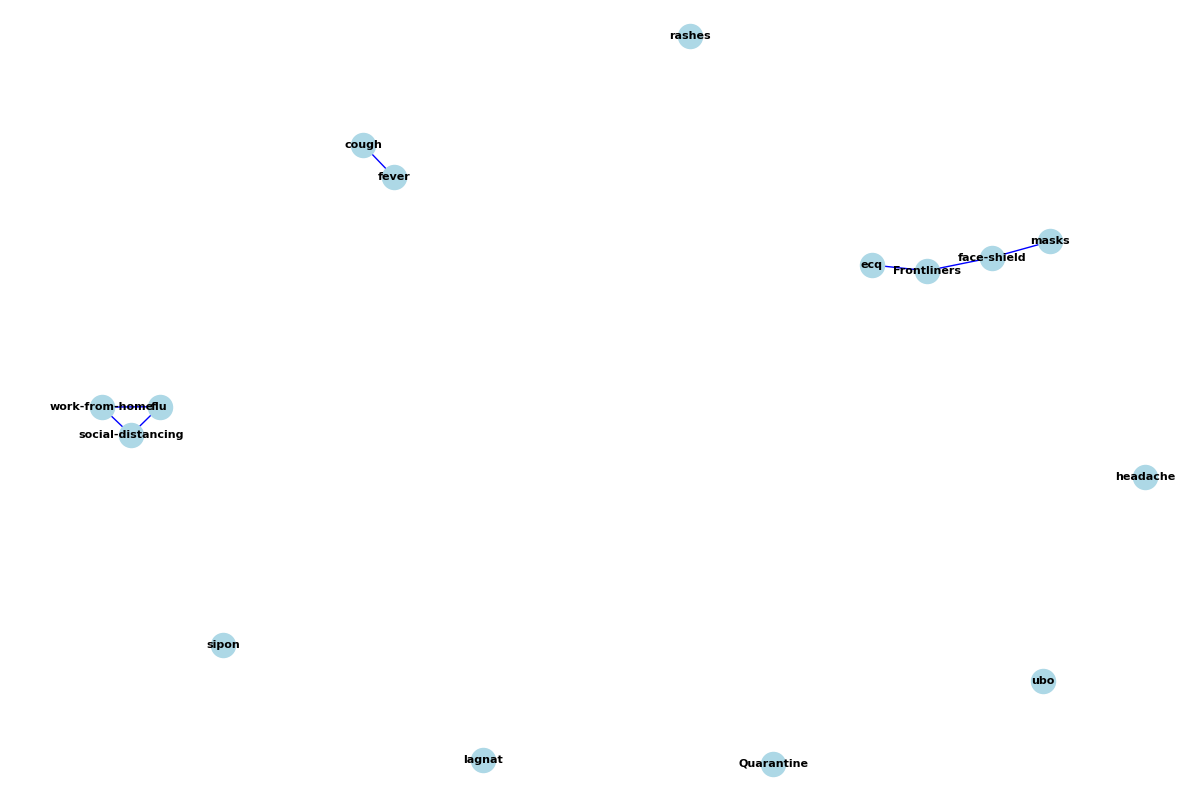 rashes
cough
fever
masks
face-shield
ecq
Frontliners
work-from-home
flu
social-distancing
headache
sipon
ubo
lagnat
Quarantine